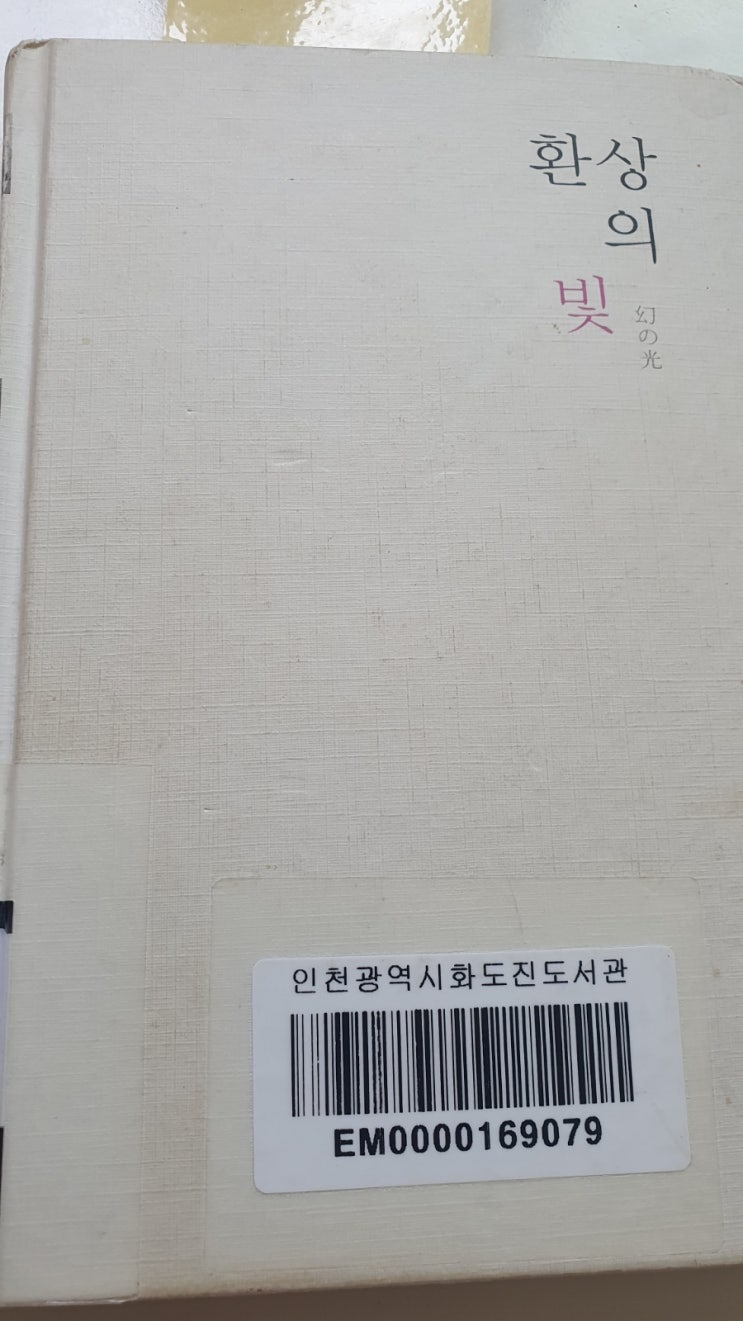 환상
의
빛
幻の光
인천광역시화도진도서관
EM0000169079